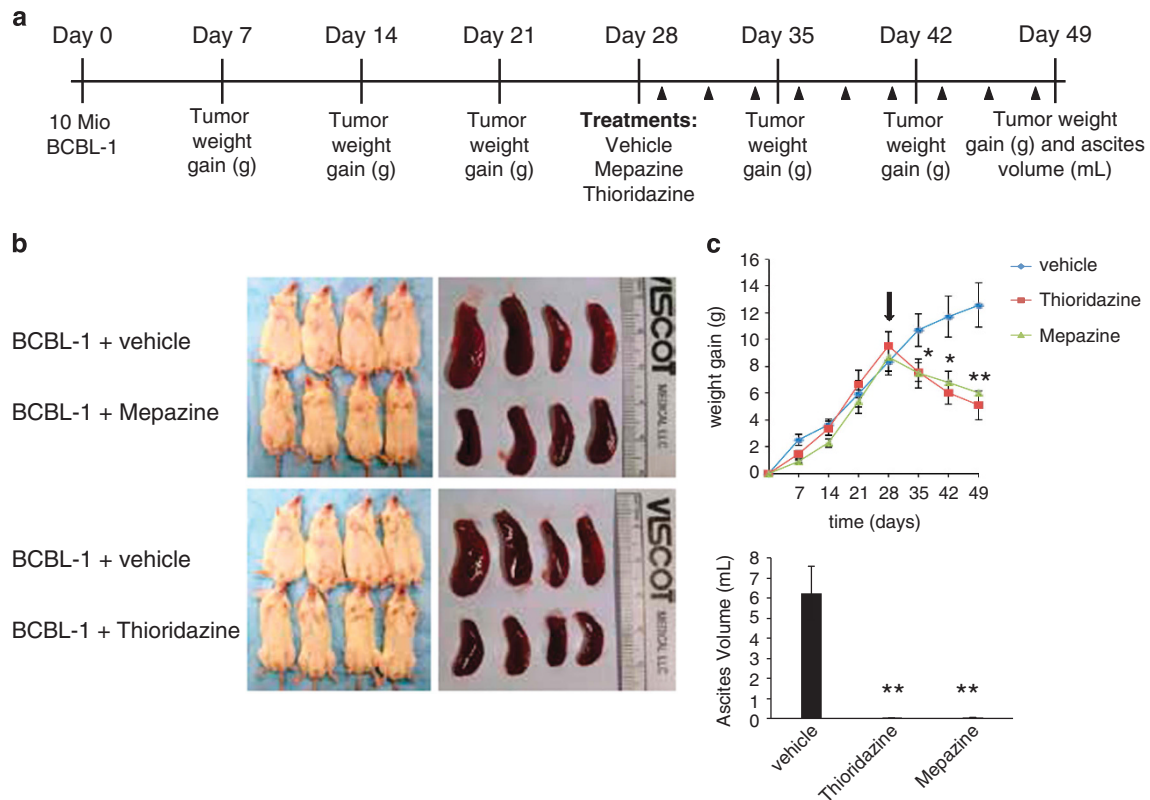 a
Day 0
Day 7
Day 14
Day 21
Day 28
Day 35
Day 42
Day 49
10 Mio
BCBL-1
Tumor
weight
gain (g)
Tumor
weight
gain (g)
Tumor
weight
gain (g)
Treatments:
Vehicle
Mepazine
Thioridazine
Tumor
weight
gain (g)
Tumor
weight
gain (g)
Tumor weight
gain (g) and ascites
volume (mL)
b
BCBL-1 + vehicle
BCBL-1 + Mepazine
VISCOT
MEDICAL, LLC
BCBL-1 + vehicle
BCBL-1 + Thioridazine
VISCOT
MEDICAL, LLC
c
weight gain (g)
16
14
12
10
8
6
4
2
0
7
14
21
28
35
42
49
time (days)
*
*
**
vehicle
Thioridazine
Mepazine
Ascites Volume (mL)
8
7
6
5
4
3
2
1
0
**
**
vehicle
Thioridazine
Mepazine